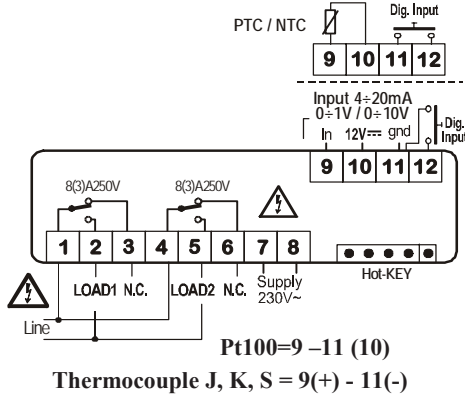 PTC / NTC
Dig. Input
9 10 11 12
Input 4÷20mA
0÷1V / 0÷10V
In 12V⎓ gnd
Dig.
Input
9 10 11 12
8(3)A250V 8(3)A250V
1 2 3 4 5 6 7 8
Hot-KEY
LOAD1 N.C. LOAD2 N.C. Supply
230V~
Line
Pt100=9 –11 (10)
Thermocouple J, K, S = 9(+) - 11(-)